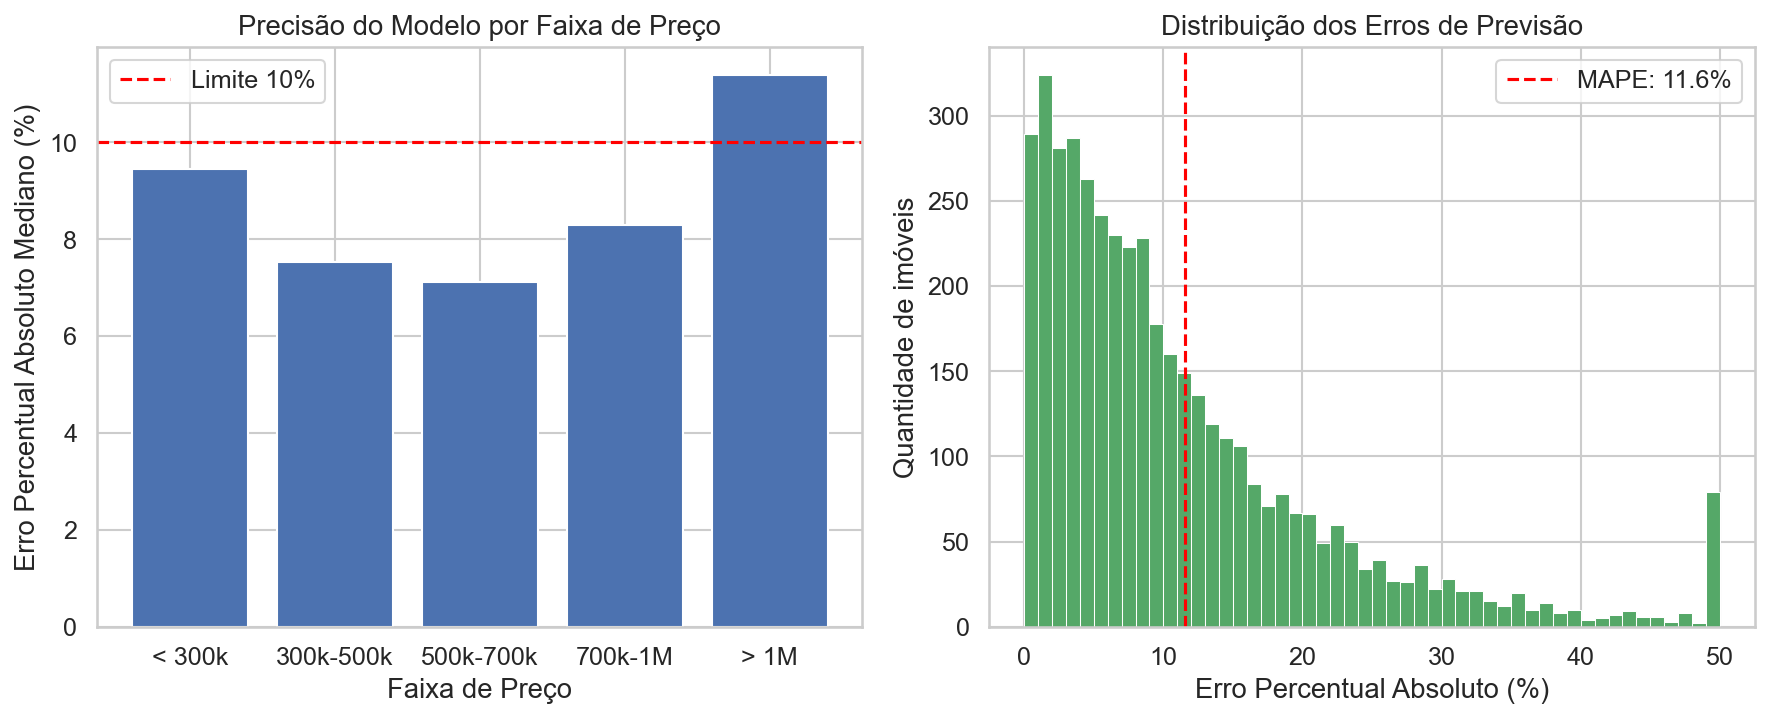 Precisão do Modelo por Faixa de Preço
Limite 10%
Erro Percentual Absoluto Mediano (%)
10
8
6
4
2
0
< 300k
300k-500k
500k-700k
700k-1M
> 1M
Faixa de Preço
Distribuição dos Erros de Previsão
MAPE: 11.6%
Quantidade de imóveis
300
250
200
150
100
50
0
0
10
20
30
40
50
Erro Percentual Absoluto (%)